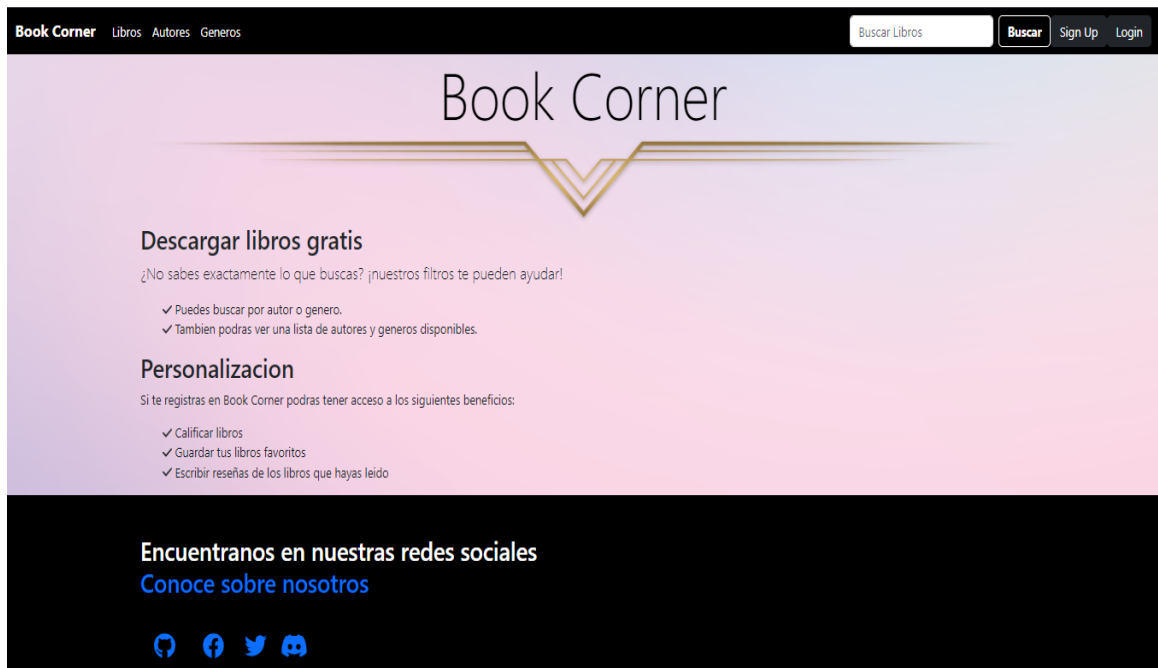 Book Corner Libros Autores Generos Buscar Libros Buscar Sign Up Login
Book Corner
Descargar libros gratis
¿No sabes exactamente lo que buscas? ¡nuestros filtros te pueden ayudar!
Puedes buscar por autor o genero.
Tambien podras ver una lista de autores y generos disponibles.
Personalizacion
Si te registras en Book Corner podras tener acceso a los siguientes beneficios:
Calificar libros
Guardar tus libros favoritos
Escribir reseñas de los libros que hayas leido
Encuentranos en nuestras redes sociales
Conoce sobre nosotros